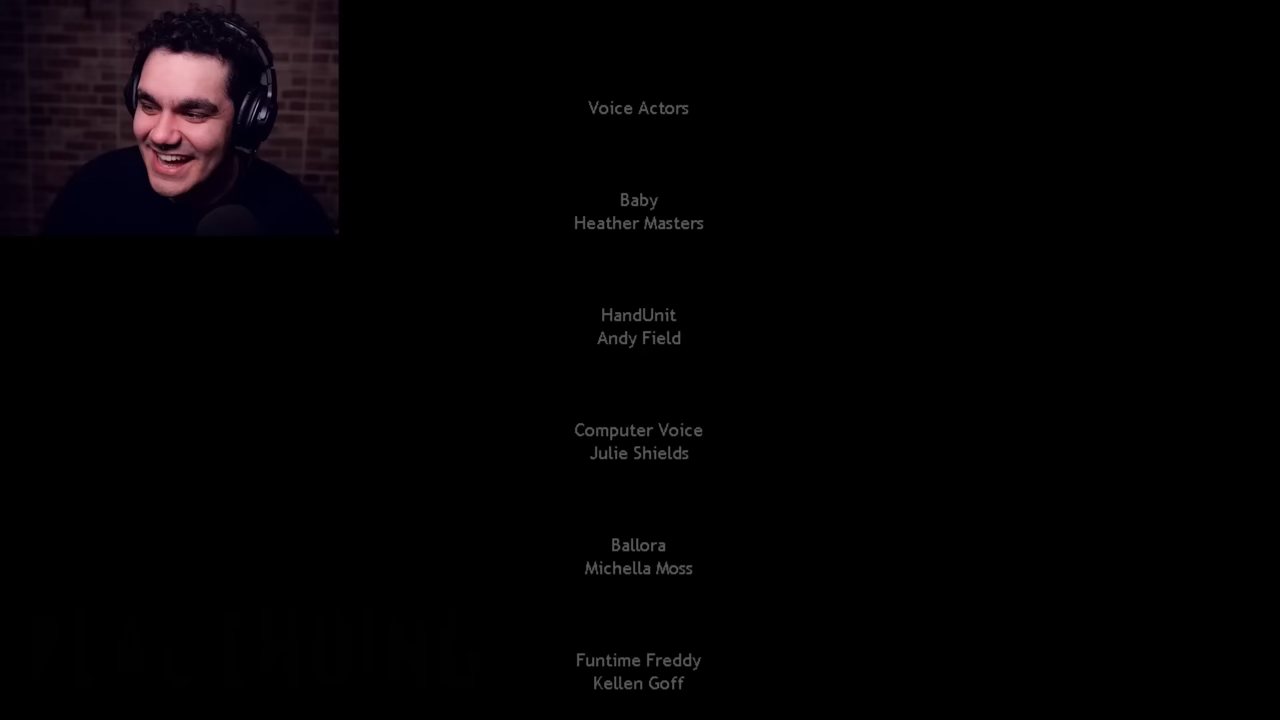 Voice Actors
Baby
Heather Masters
HandUnit
Andy Field
Computer Voice
Julie Shields
Ballora
Michella Moss
Funtime Freddy
Kellen Goff